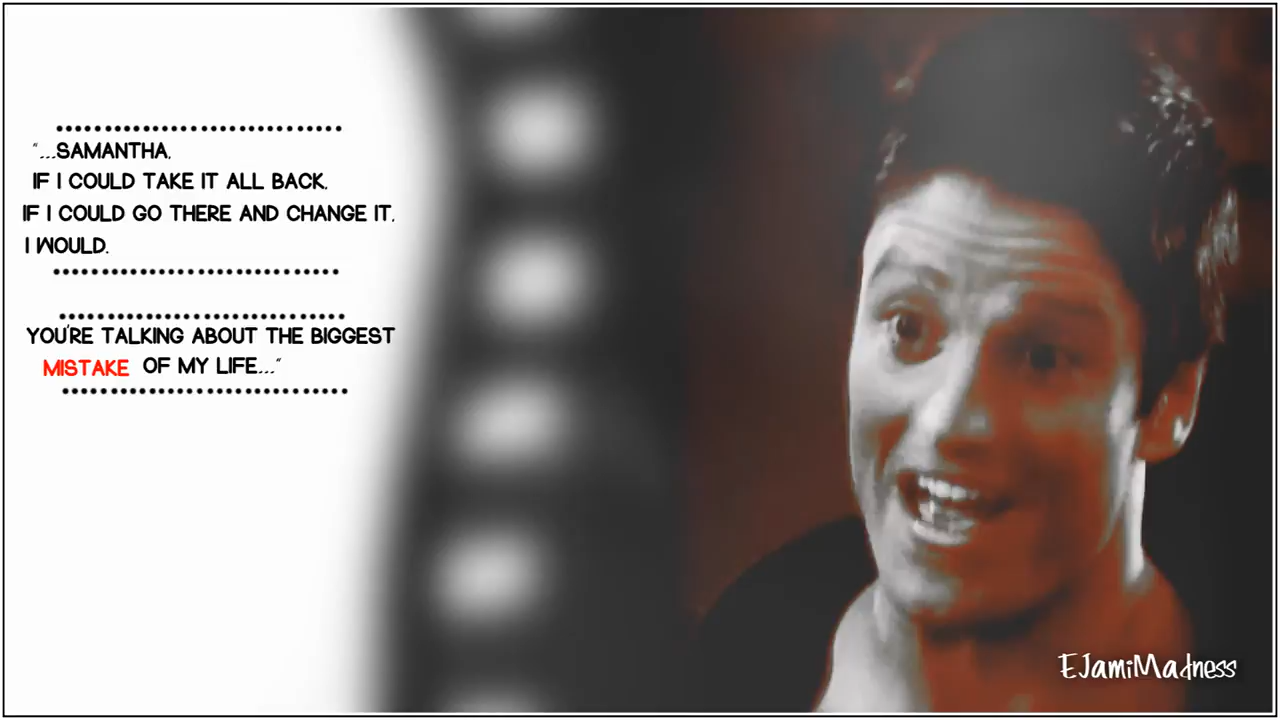 “...SAMANTHA,
IF I COULD TAKE IT ALL BACK,
IF I COULD GO THERE AND CHANGE IT,
I WOULD.
YOU'RE TALKING ABOUT THE BIGGEST
MISTAKE OF MY LIFE...”
EJamiMadness